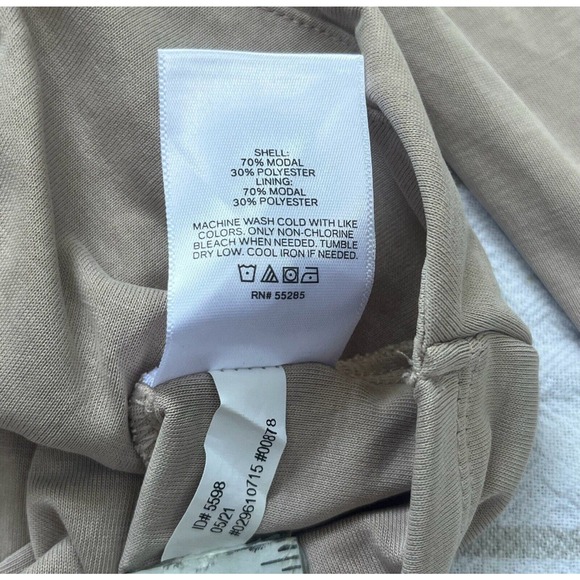 SHELL:
70% MODAL
30% POLYESTER
LINING:
70% MODAL
30% POLYESTER
MACHINE WASH COLD WITH LIKE
COLORS. ONLY NON-CHLORINE
BLEACH WHEN NEEDED. TUMBLE
DRY LOW. COOL IRON IF NEEDED.
RN# 55285
ID# 5598
05/21
#029610715 #00878